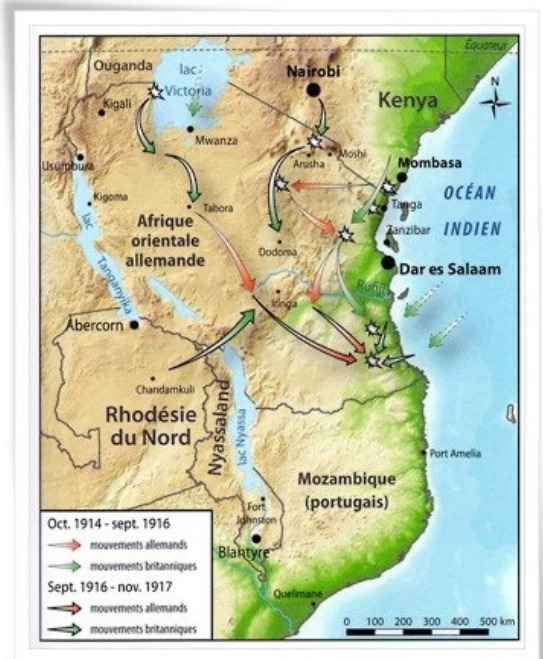 Équateur
Ouganda
lac
Victoria
Nairobi
N
Kigali
Kenya
Mwanza
Moshi
Arusha
Usumbura
Mombasa
OCÉAN
INDIEN
Kigoma
Tabora
Tanga
Zanzibar
lac
Tanganyika
Afrique
orientale
allemande
Dodoma
Dar es Salaam
Rufiji
Iringa
Abercorn
Chandamkuli
Rhodésie
du Nord
Nyassaland
lac Nyassa
Port Amelia
Mozambique
(portugais)
Fort
Johnston
Blantyre
Quelimane
Oct. 1914 - sept. 1916
mouvements allemands
mouvements britanniques
Sept. 1916 - nov. 1917
mouvements allemands
mouvements britanniques
0 100 200 300 400 500 km